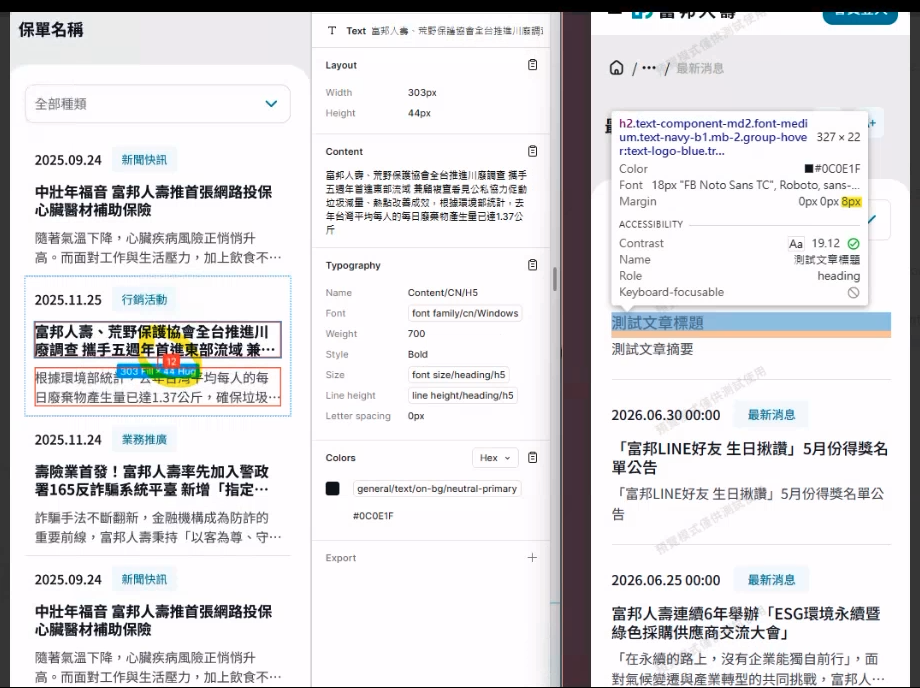 保單名稱
全部種類
2025.09.24 新聞快訊
中壯年福音 富邦人壽推首張網路投保
心臟醫材補助保險
隨著氣溫下降，心臟疾病風險正悄悄升
高。而面對工作與生活壓力，加上飲食不⋯
2025.11.25 行銷活動
富邦人壽、荒野保護協會全台推進川
廢調查 攜手五週年首進東部流域 兼⋯
12
303 Fill × 44 Hug
根據環境部統計，去年台灣平均每人的每
日廢棄物產生量已達1.37公斤，確保垃圾⋯
2025.11.24 業務推廣
壽險業首發！富邦人壽率先加入警政
署165反詐騙系統平臺 新增「指定⋯
詐騙手法不斷翻新，金融機構成為防詐的
重要前線，富邦人壽秉持「以客為尊、守⋯
2025.09.24 新聞快訊
中壯年福音 富邦人壽推首張網路投保
心臟醫材補助保險
隨著氣溫下降，心臟疾病風險正悄悄升
高。而面對工作與生活壓力，加上飲食不⋯
Text 富邦人壽、荒野保護協會全台推進川廢調
Layout
Width 303px
Height 44px
Content
富邦人壽、荒野保護協會全台推進川廢調查 攜手
五週年首進東部流域 兼顧複查看見公私協力促動
垃圾減量、熱點改善成效，根據環境部統計，去
年台灣平均每人的每日廢棄物產生量已達1.37公
斤
Typography
Name Content/CN/H5
Font font family/cn/Windows
Weight 700
Style Bold
Size font size/heading/h5
Line height line height/heading/h5
Letter spacing 0px
Colors Hex
general/text/on-bg/neutral-primary
#0C0E1F
Export
富邦人壽
/ ••• / 最新消息
h2.text-component-md2.font-medi
um.text-navy-b1.mb-2.group-hove
r:text-logo-blue.tr... 327 × 22
Color #0C0E1F
Font 18px "FB Noto Sans TC", Roboto, sans-...
Margin 0px 0px 8px
ACCESSIBILITY
Contrast Aa 19.12
Name 測試文章標題
Role heading
Keyboard-focusable
測試文章標題
測試文章摘要
2026.06.30 00:00 最新消息
「富邦LINE好友 生日揪讚」5月份得獎名
單公告
「富邦LINE好友 生日揪讚」5月份得獎名單公
告
2026.06.25 00:00 最新消息
富邦人壽連續6年舉辦「ESG環境永續暨
綠色採購供應商交流大會」
「在永續的路上，沒有企業能獨自前行」，面
對氣候變遷與產業轉型的共同挑戰，富邦人⋯
預覽模式僅供測試使用